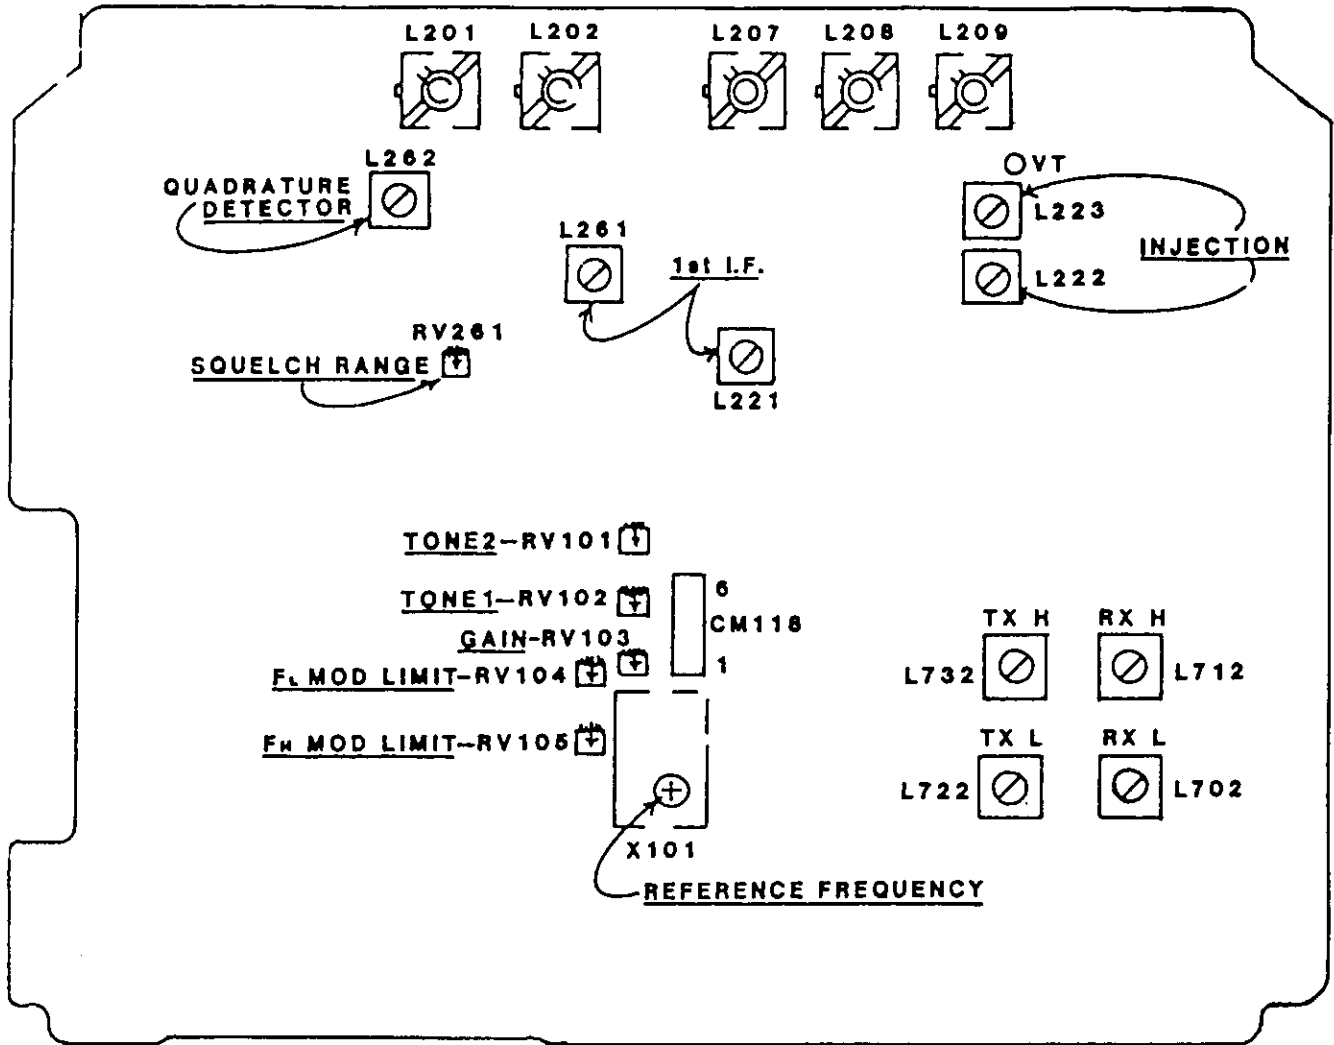 L201 L202 L207 L208 L209
L262
QUADRATURE
DETECTOR
VT
L223
L222
INJECTION
L261
1st I.F.
L221
RV261
SQUELCH RANGE
TONE2-RV101
TONE1-RV102
GAIN-RV103
6
CM118
1
FL MOD LIMIT-RV104
FH MOD LIMIT-RV105
X101
REFERENCE FREQUENCY
TX H RX H
L732 L712
TX L RX L
L722 L702